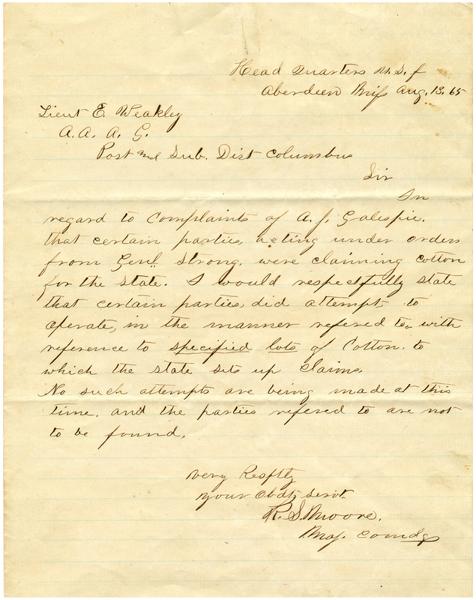 Head Quarters U.S.F
Aberdeen Miss Aug. 13. 65
Lieut E. Weakley
A. A. A. G.
Post and Sub. Dist Columbus
Sir
In
regard to Complaints of A. J. Galespie.
that certain parties, acting under orders
from Genl. Strong, were claiming cotton
for the State. I would respectfully state
that certain parties, did attempt to
operate, in the manner refered to. with
reference to specified lots of Cotton. to
which the state sets up Claims.
No such attempts are being made at this
time. and the parties refered to are not
to be found.
Very Resptly
Your Obdt Servt
R. S. Moore.
Maj. Comdg